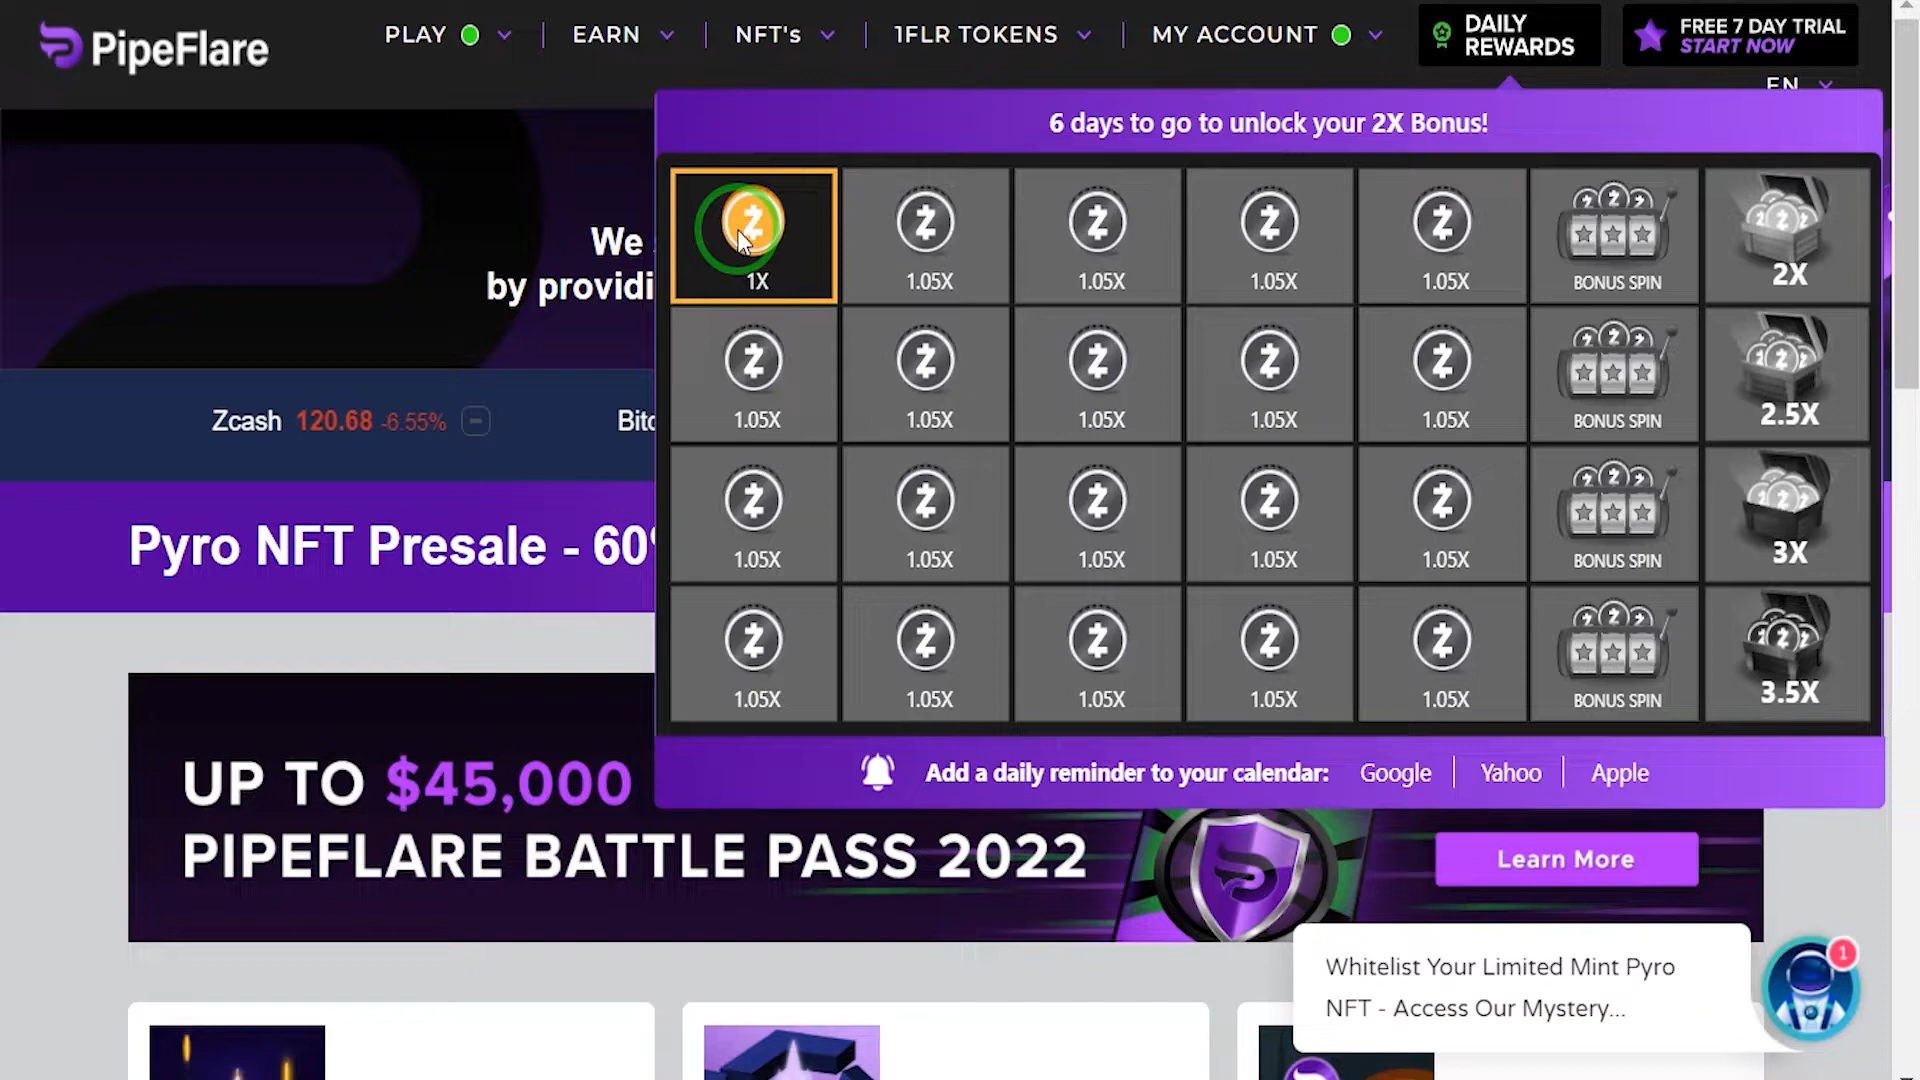 PipeFlare
PLAY
EARN
NFT's
1FLR TOKENS
MY ACCOUNT
DAILY
REWARDS
FREE 7 DAY TRIAL
START NOW
EN
6 days to go to unlock your 2X Bonus!
1X
1.05X
1.05X
1.05X
1.05X
BONUS SPIN
2X
1.05X
1.05X
1.05X
1.05X
1.05X
BONUS SPIN
2.5X
1.05X
1.05X
1.05X
1.05X
1.05X
BONUS SPIN
3X
1.05X
1.05X
1.05X
1.05X
1.05X
BONUS SPIN
3.5X
Add a daily reminder to your calendar:
Google
Yahoo
Apple
We
by providi
Zcash 120.68 -6.55%
Bitc
Pyro NFT Presale - 60%
UP TO $45,000
PIPEFLARE BATTLE PASS 2022
Learn More
Whitelist Your Limited Mint Pyro
NFT - Access Our Mystery...
1